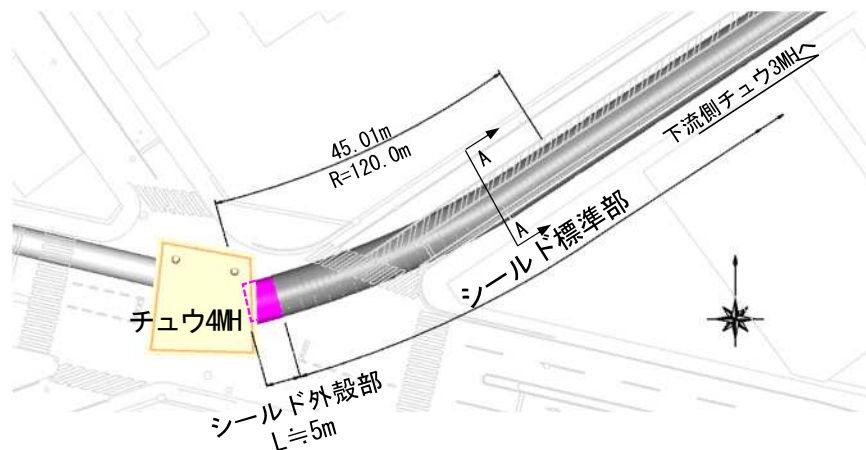 45.01m
R=120.0m
A
A
下流側チュウ3MHへ
シールド標準部
チュウ4MH
シールド外殻部
L≒5m